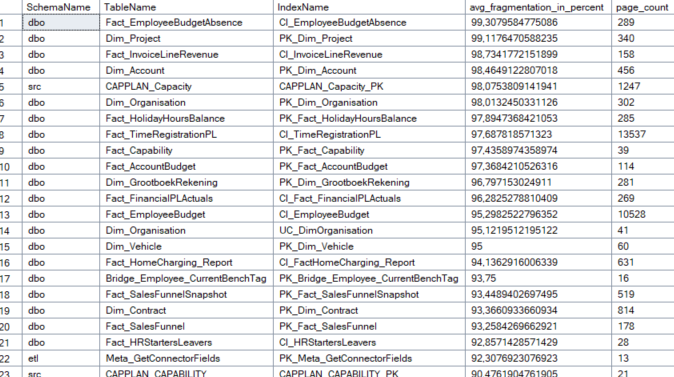 SchemaName TableName IndexName avg_fragmentation_in_percent page_count
1 dbo Fact_EmployeeBudgetAbsence CI_EmployeeBudgetAbsence 99,3079584775086 289
2 dbo Dim_Project PK_Dim_Project 99,1176470588235 340
3 dbo Fact_InvoiceLineRevenue CI_InvoiceLineRevenue 98,7341772151899 158
4 dbo Dim_Account PK_Dim_Account 98,4649122807018 456
5 src CAPPLAN_Capacity CAPPLAN_Capacity_PK 98,0753809141941 1247
6 dbo Dim_Organisation PK_Dim_Organisation 98,0132450331126 302
7 dbo Fact_HolidayHoursBalance PK_Fact_HolidayHoursBalance 97,8947368421053 285
8 dbo Fact_TimeRegistrationPL CI_TimeRegistrationPL 97,687818571323 13537
9 dbo Fact_Capability PK_Fact_Capability 97,4358974358974 39
10 dbo Fact_AccountBudget PK_Fact_AccountBudget 97,3684210526316 114
11 dbo Dim_GrootboekRekening PK_Dim_GrootboekRekening 96,797153024911 281
12 dbo Fact_FinancialPLActuals CI_FinancialPLActuals 96,2825278810409 269
13 dbo Fact_EmployeeBudget CI_EmployeeBudget 95,2982522796352 10528
14 dbo Dim_Organisation UC_DimOrganisation 95,1219512195122 41
15 dbo Dim_Vehicle PK_Dim_Vehicle 95 60
16 dbo Fact_HomeCharging_Report CI_FactHomeCharging_Report 94,1362916006339 631
17 dbo Bridge_Employee_CurrentBenchTag PK_Bridge_Employee_CurrentBenchTag 93,75 16
18 dbo Fact_SalesFunnelSnapshot PK_Fact_SalesFunnelSnapshot 93,4489402697495 519
19 dbo Dim_Contract PK_Dim_Contract 93,3660933660934 814
20 dbo Fact_SalesFunnel PK_Fact_SalesFunnel 93,2584269662921 178
21 dbo Fact_HRStartersLeavers CI_HRStartersLeavers 92,8571428571429 28
22 etl Meta_GetConnectorFields PK_Meta_GetConnectorFields 92,3076923076923 13
23 src CAPPLAN_CAPABILITY CAPPLAN_CAPABILITY_PK 90,4761904761905 21